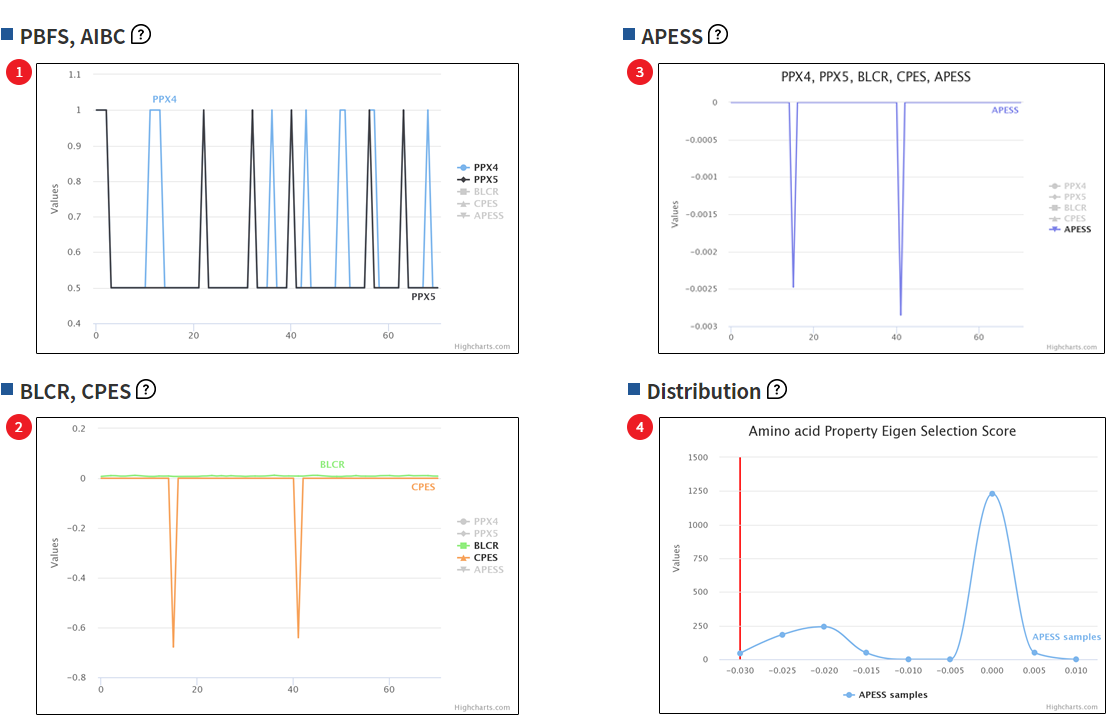 PBFS, AIBC ?
1
1.1
1
0.9
0.8
0.7
0.6
0.5
0.4
Values
0 20 40 60
PPX4
PPX5
PPX4
PPX5
BLCR
CPES
APESS
Highcharts.com
APESS ?
3
PPX4, PPX5, BLCR, CPES, APESS
0
−0.0005
−0.001
−0.0015
−0.002
−0.0025
−0.003
Values
0 20 40 60
APESS
PPX4
PPX5
BLCR
CPES
APESS
Highcharts.com
BLCR, CPES ?
2
0.2
0
−0.2
−0.4
−0.6
−0.8
Values
0 20 40 60
BLCR
CPES
PPX4
PPX5
BLCR
CPES
APESS
Highcharts.com
Distribution ?
4
Amino acid Property Eigen Selection Score
1500
1250
1000
750
500
250
0
Values
−0.030 −0.025 −0.020 −0.015 −0.010 −0.005 0.000 0.005 0.010
APESS samples
APESS samples
Highcharts.com